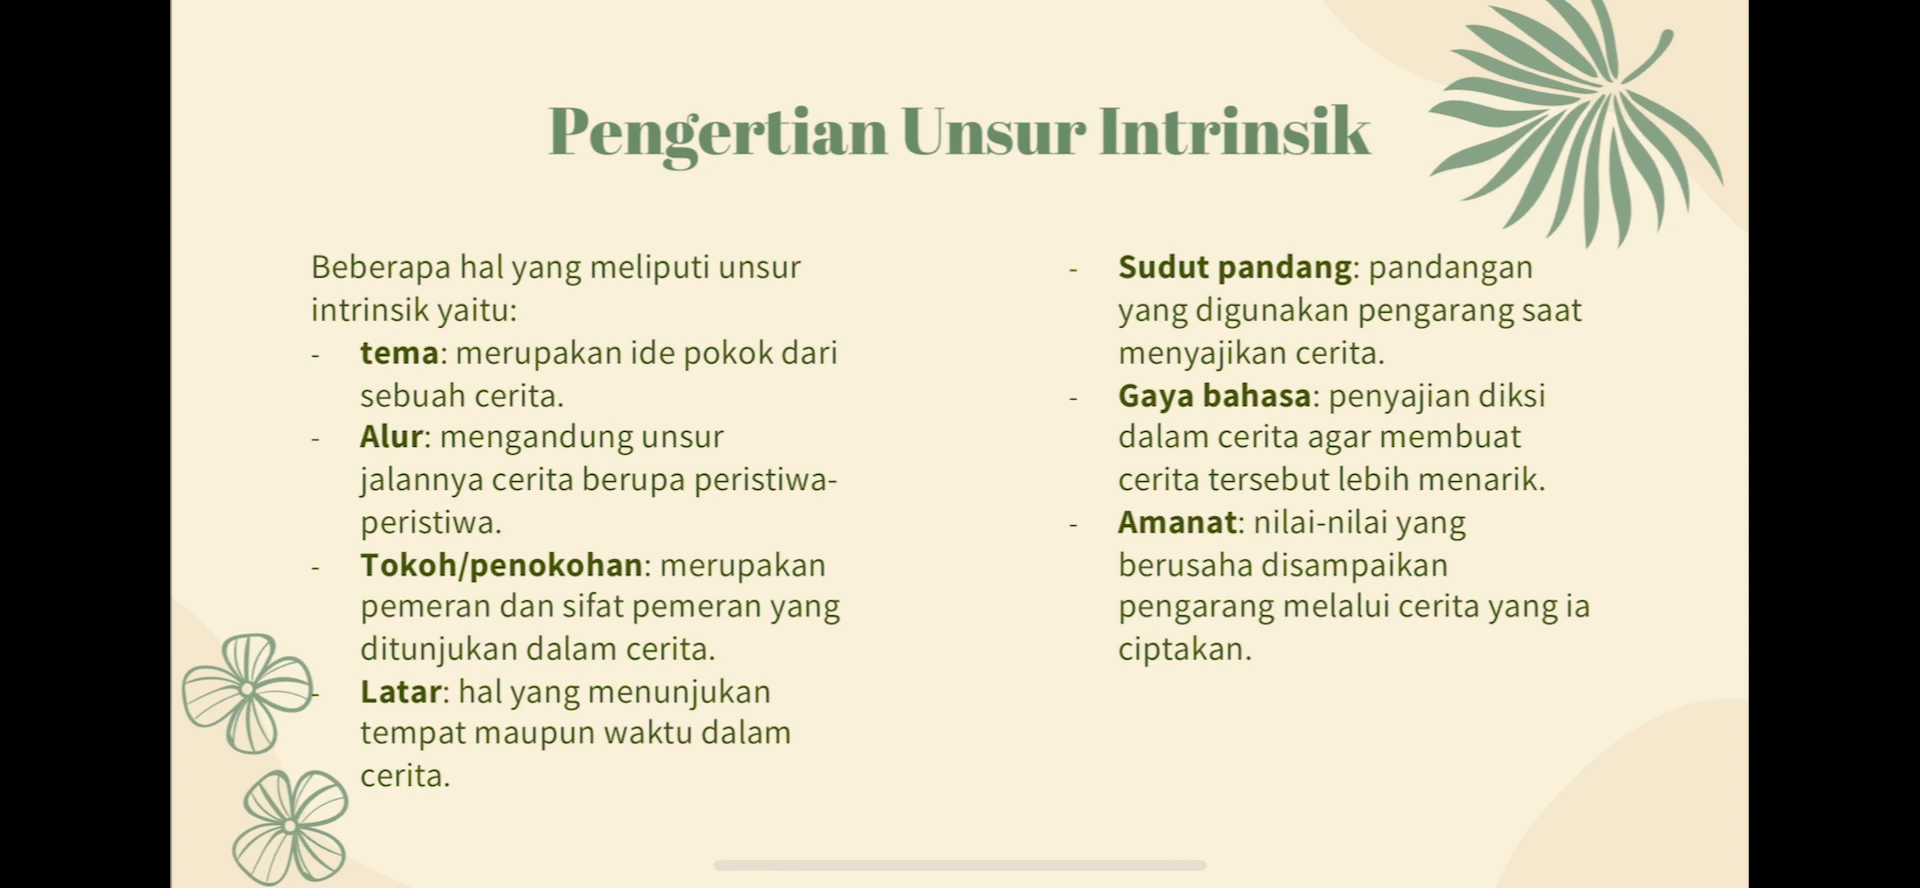 Pengertian Unsur Intrinsik
Beberapa hal yang meliputi unsur
intrinsik yaitu:
- tema: merupakan ide pokok dari
sebuah cerita.
- Alur: mengandung unsur
jalannya cerita berupa peristiwa-
peristiwa.
- Tokoh/penokohan: merupakan
pemeran dan sifat pemeran yang
ditunjukan dalam cerita.
- Latar: hal yang menunjukan
tempat maupun waktu dalam
cerita.
- Sudut pandang: pandangan
yang digunakan pengarang saat
menyajikan cerita.
- Gaya bahasa: penyajian diksi
dalam cerita agar membuat
cerita tersebut lebih menarik.
- Amanat: nilai-nilai yang
berusaha disampaikan
pengarang melalui cerita yang ia
ciptakan.